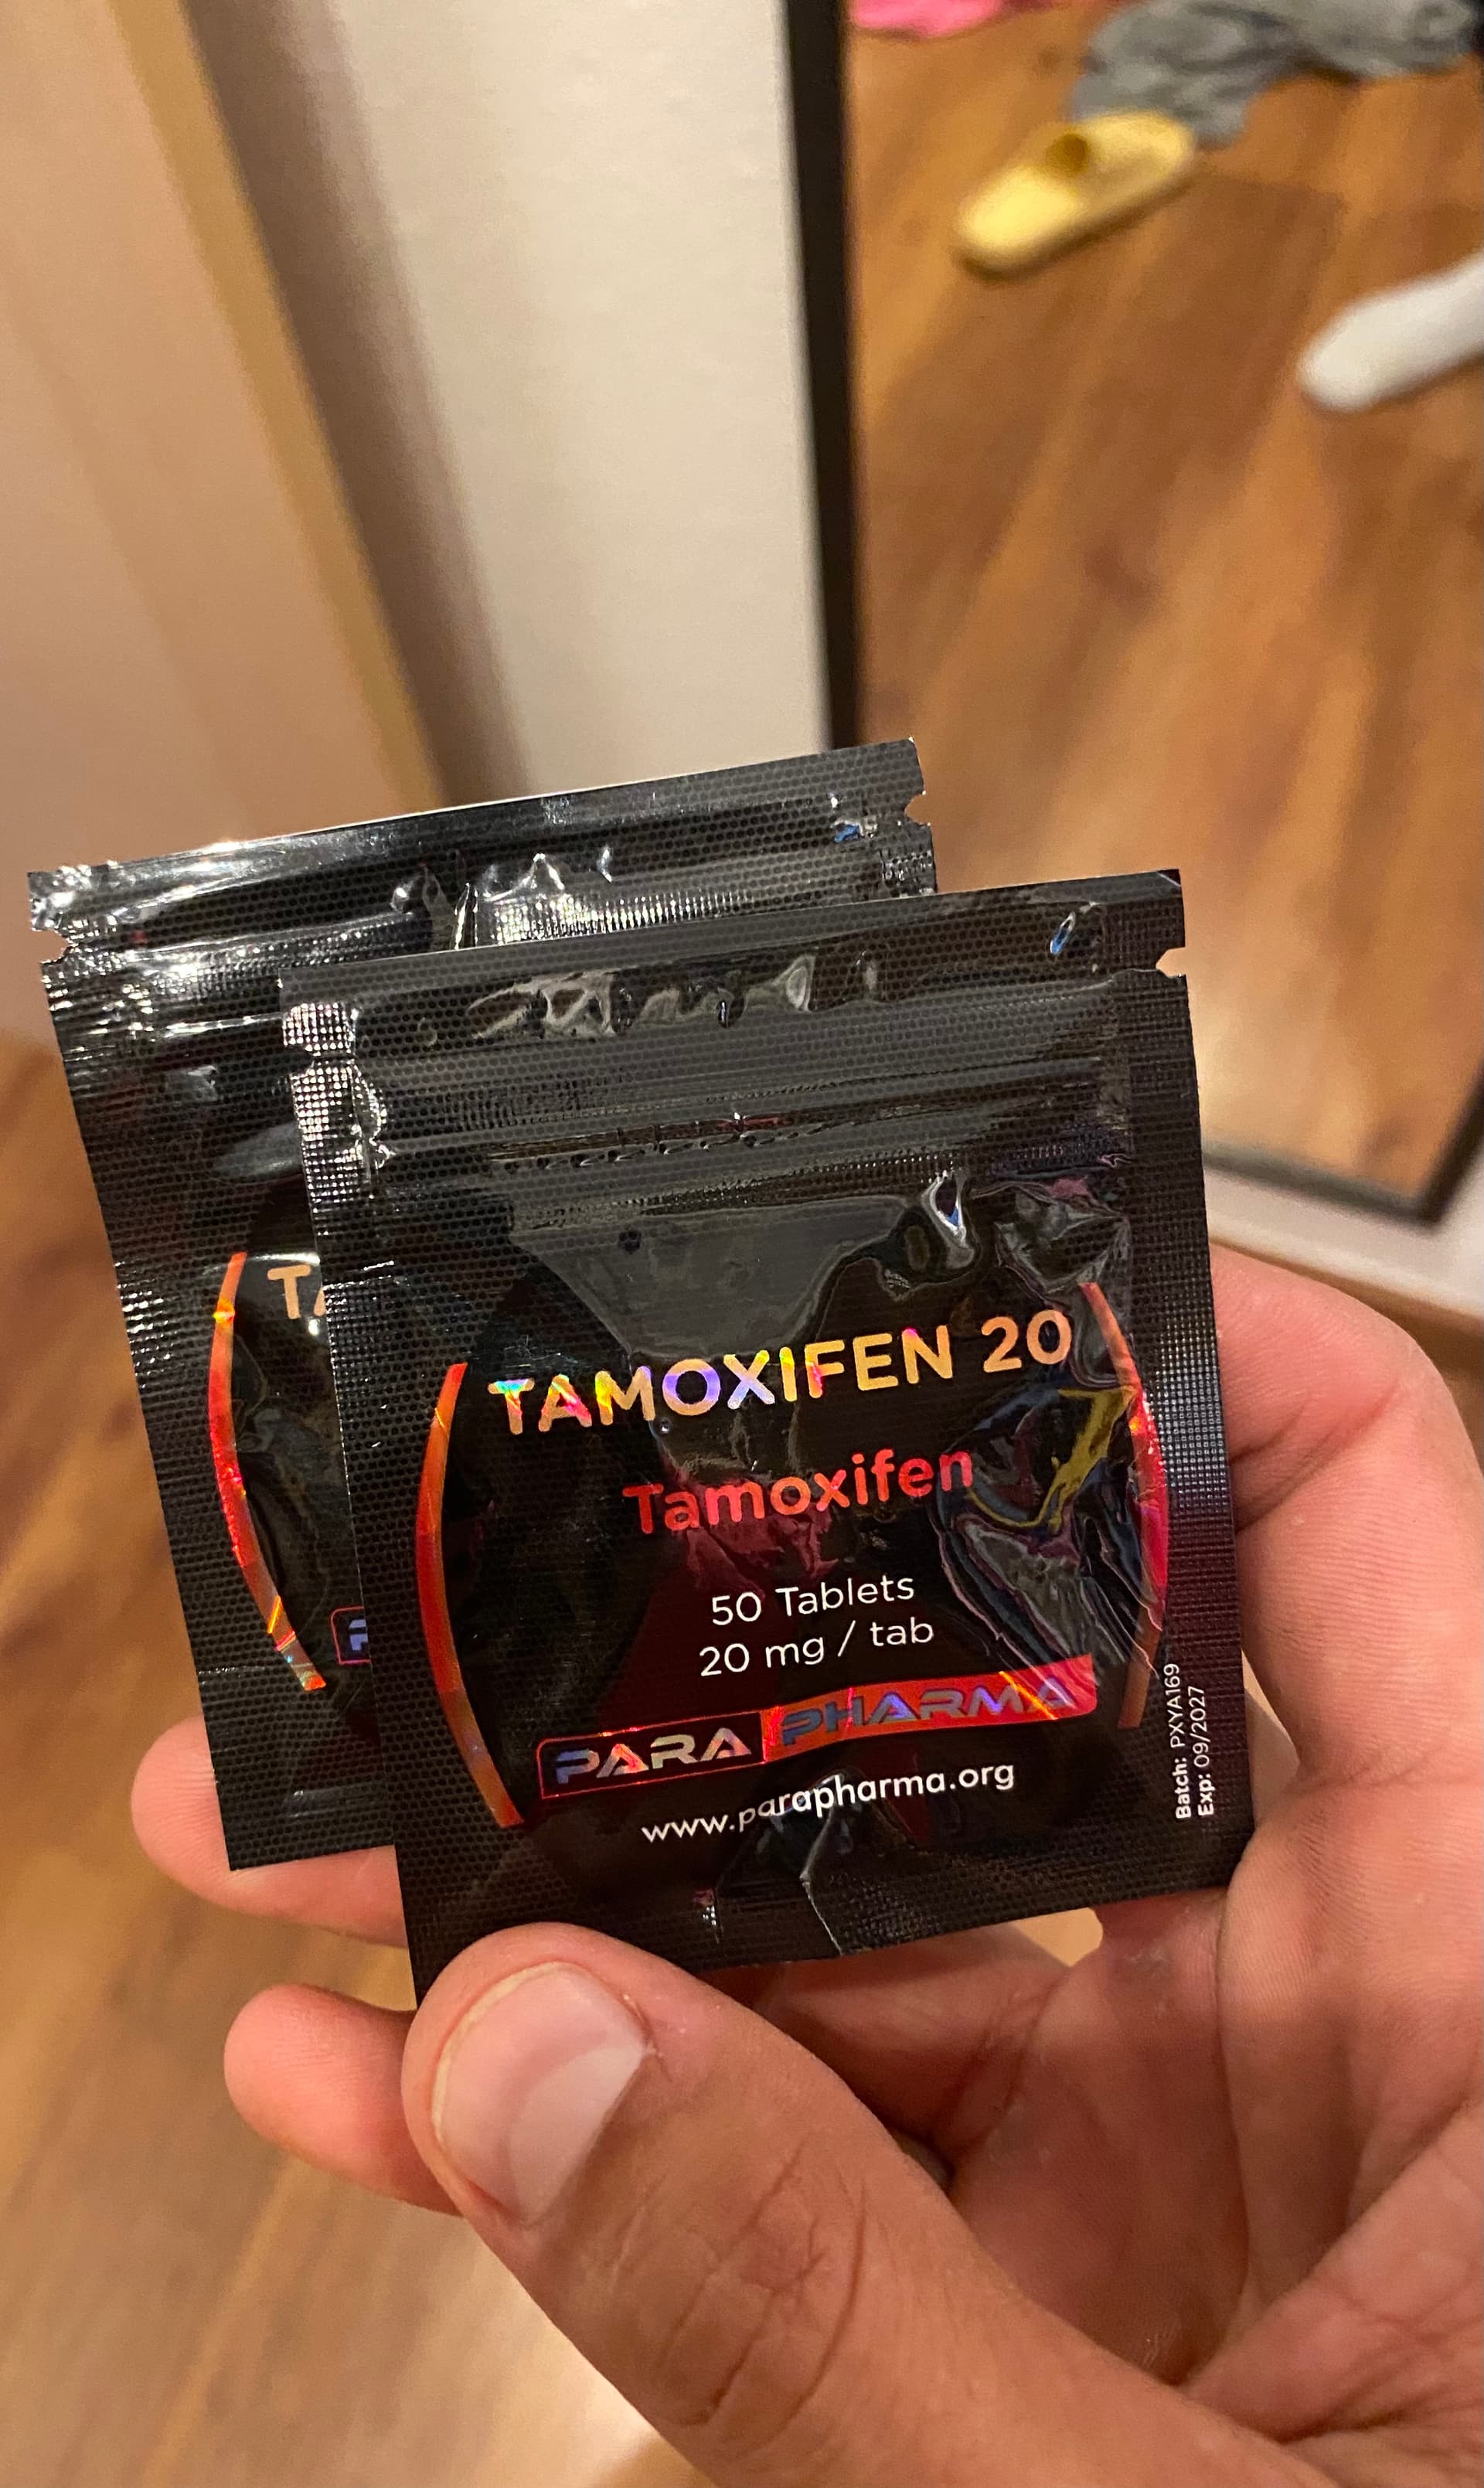 TAMOXIFEN 20
Tamoxifen
50 Tablets
20 mg / tab
PARA PHARMA
www.parapharma.org
Batch: PXYA169
Exp: 09/2027